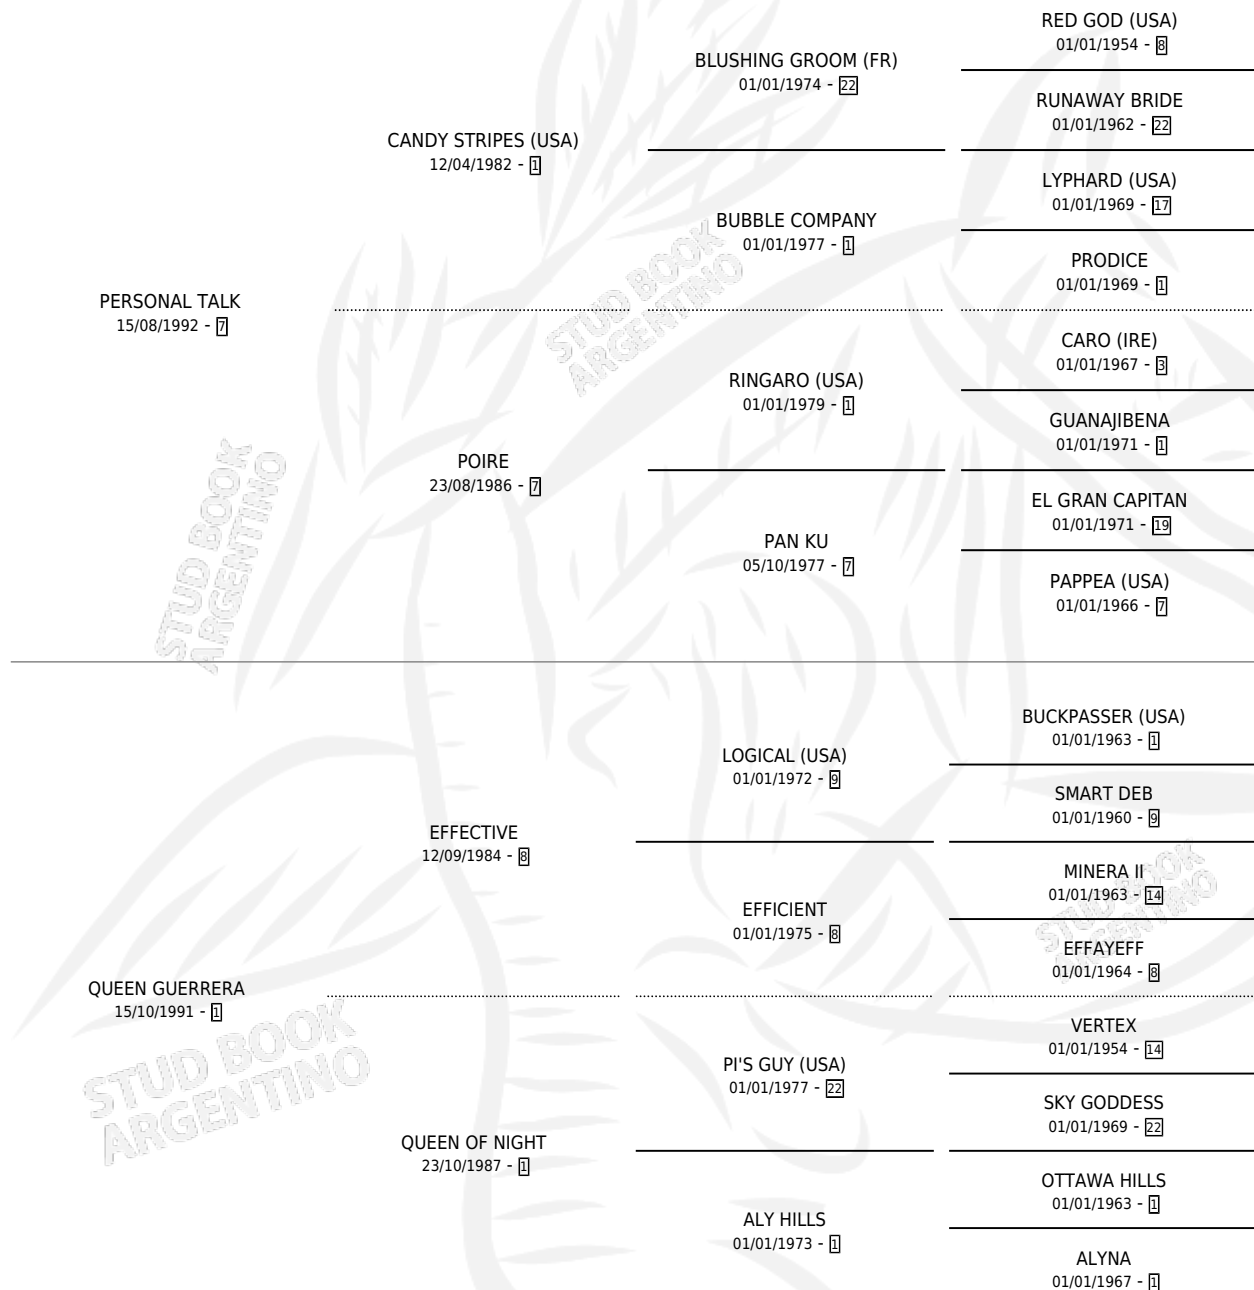 RED GOD (USA)
01/01/1954 - 8
BLUSHING GROOM (FR)
01/01/1974 - 22
RUNAWAY BRIDE
01/01/1962 - 22
CANDY STRIPES (USA)
12/04/1982 - 1
LYPHARD (USA)
01/01/1969 - 17
BUBBLE COMPANY
01/01/1977 - 1
PRODICE
01/01/1969 - 1
PERSONAL TALK
15/08/1992 - 7
STUD BOOK
ARGENTINO
CARO (IRE)
01/01/1967 - 3
RINGARO (USA)
01/01/1979 - 1
GUANAJIBENA
01/01/1971 - 1
POIRE
23/08/1986 - 7
EL GRAN CAPITAN
01/01/1971 - 19
PAN KU
05/10/1977 - 7
PAPPEA (USA)
01/01/1966 - 7
STUD BOOK
ARGENTINO
BUCKPASSER (USA)
01/01/1963 - 1
LOGICAL (USA)
01/01/1972 - 9
SMART DEB
01/01/1960 - 9
EFFECTIVE
12/09/1984 - 8
MINERA II
01/01/1963 - 14
STUD BOOK
ARGENTINO
EFFICIENT
01/01/1975 - 8
EFFAYEFF
01/01/1964 - 8
QUEEN GUERRERA
15/10/1991 - 1
STUD BOOK
ARGENTINO
VERTEX
01/01/1954 - 14
PI'S GUY (USA)
01/01/1977 - 22
SKY GODDESS
01/01/1969 - 22
QUEEN OF NIGHT
23/10/1987 - 1
OTTAWA HILLS
01/01/1963 - 1
ALY HILLS
01/01/1973 - 1
ALYNA
01/01/1967 - 1